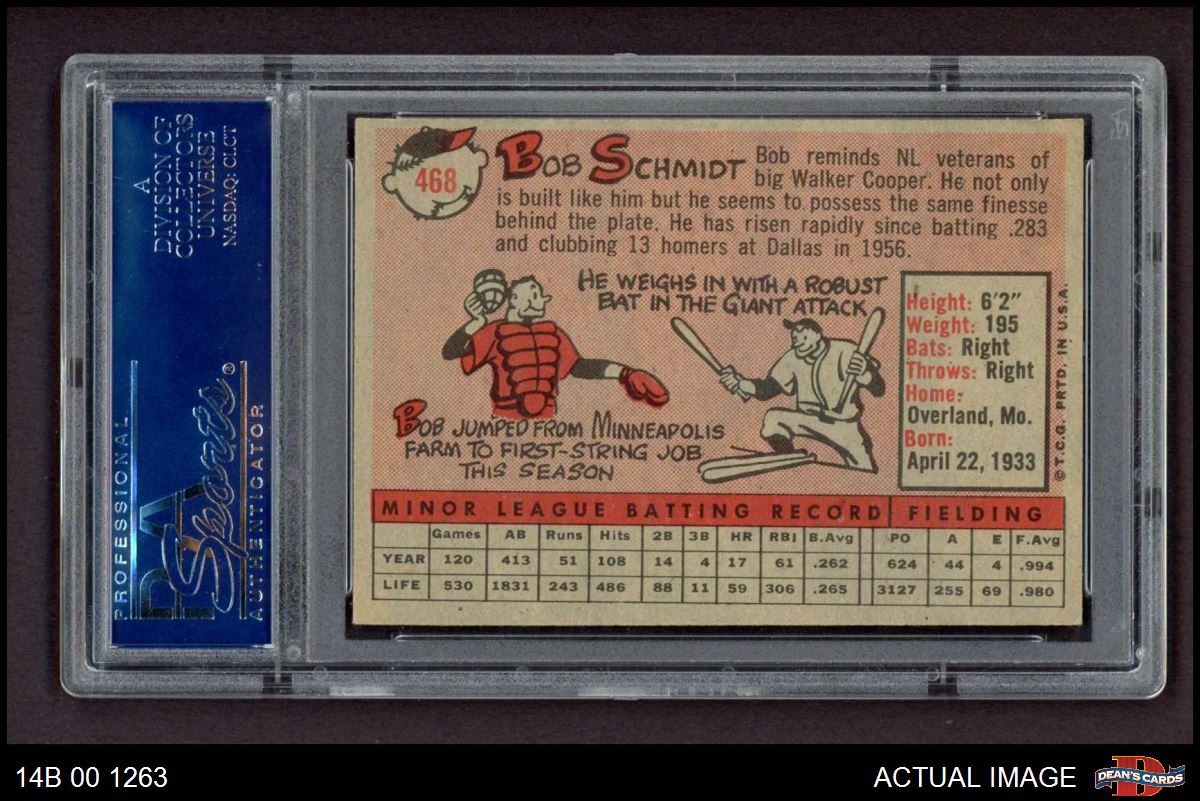 A
DIVISION OF
COLLECTORS
UNIVERSE
NASDAQ: CLCT
PROFESSIONAL
PSA
Sports®
AUTHENTICATOR
468
BOB SCHMIDT
Bob reminds NL veterans of
big Walker Cooper. He not only
is built like him but he seems to possess the same finesse
behind the plate. He has risen rapidly since batting .283
and clubbing 13 homers at Dallas in 1956.
HE WEIGHS IN WITH A ROBUST
BAT IN THE GIANT ATTACK
BOB JUMPED FROM MINNEAPOLIS
FARM TO FIRST-STRING JOB
THIS SEASON
Height: 6'2"
Weight: 195
Bats: Right
Throws: Right
Home:
Overland, Mo.
Born:
April 22, 1933
©T.C.G. PRTD. IN U.S.A.
MINOR LEAGUE BATTING RECORD FIELDING
Games AB Runs Hits 2B 3B HR RBI B.Avg PO A E F.Avg
YEAR 120 413 51 108 14 4 17 61 .262 624 44 4 .994
LIFE 530 1831 243 486 88 11 59 306 .265 3127 255 69 .980
14B 00 1263
ACTUAL IMAGE
DEAN'S CARDS